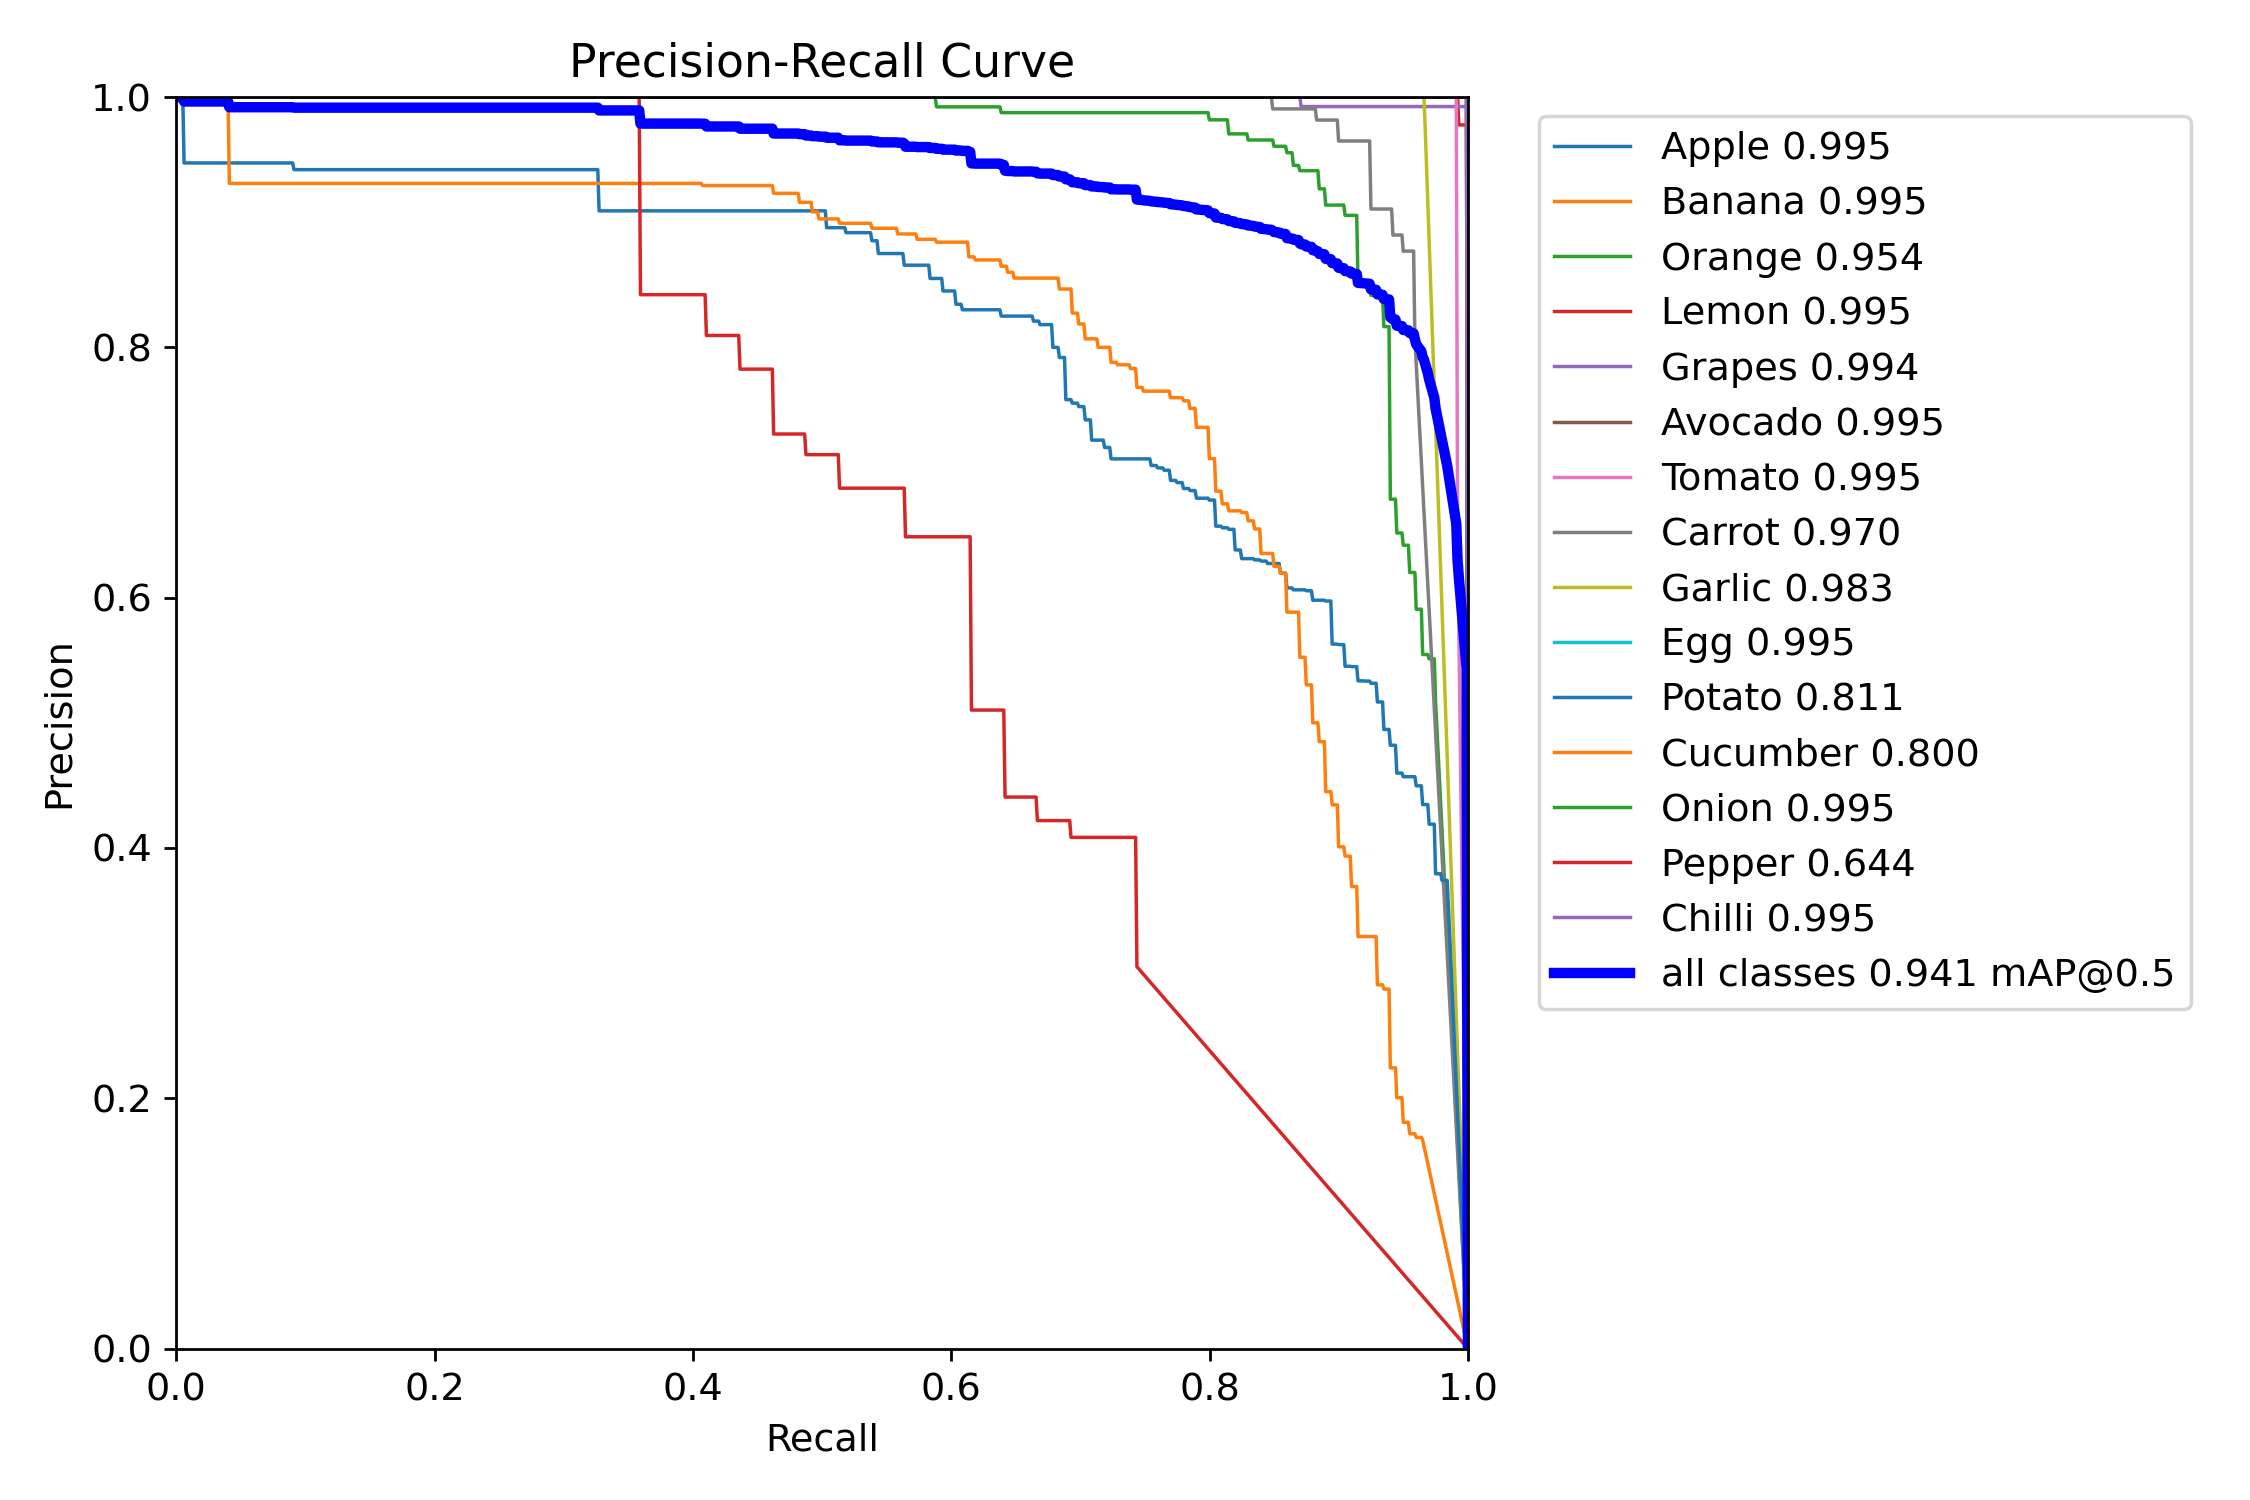 Precision-Recall Curve
1.0
0.8
0.6
0.4
0.2
0.0
Precision
0.0 0.2 0.4 0.6 0.8 1.0
Recall
Apple 0.995
Banana 0.995
Orange 0.954
Lemon 0.995
Grapes 0.994
Avocado 0.995
Tomato 0.995
Carrot 0.970
Garlic 0.983
Egg 0.995
Potato 0.811
Cucumber 0.800
Onion 0.995
Pepper 0.644
Chilli 0.995
all classes 0.941 mAP@0.5